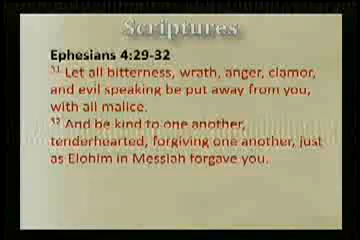 Scriptures
Ephesians 4:29-32
31 Let all bitterness, wrath, anger, clamor,
and evil speaking be put away from you,
with all malice.
32 And be kind to one another,
tenderhearted, forgiving one another, just
as Elohim in Messiah forgave you.